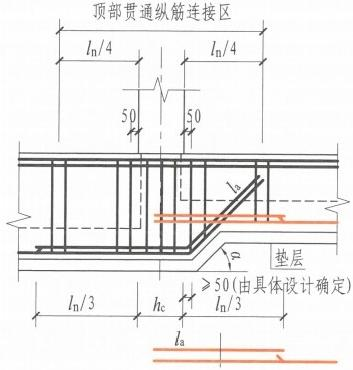 顶部贯通纵筋连接区
ln/4
ln/4
50
50
la
α
垫层
≥50(由具体设计确定)
ln/3
hc
ln/3
la